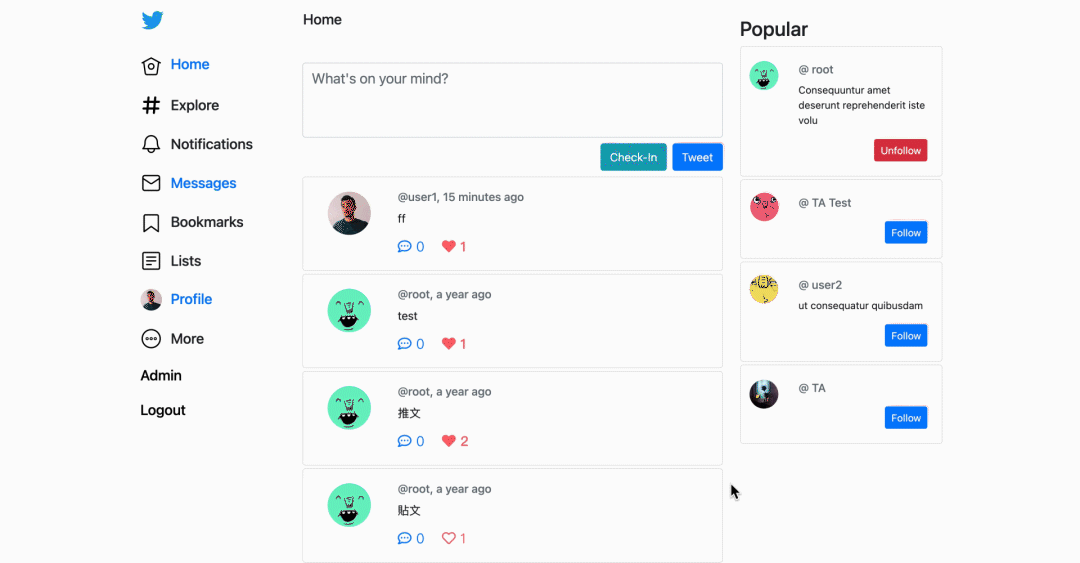 Home
Explore
Notifications
Messages
Bookmarks
Lists
Profile
More
Admin
Logout
Home
What's on your mind?
Check-In
Tweet
@user1, 15 minutes ago
ff
0 1
@root, a year ago
test
0 1
@root, a year ago
推文
0 2
@root, a year ago
貼文
0 1
Popular
@ root
Consequuntur amet
deserunt reprehenderit iste
volu
Unfollow
@ TA Test
Follow
@ user2
ut consequatur quibusdam
Follow
@ TA
Follow